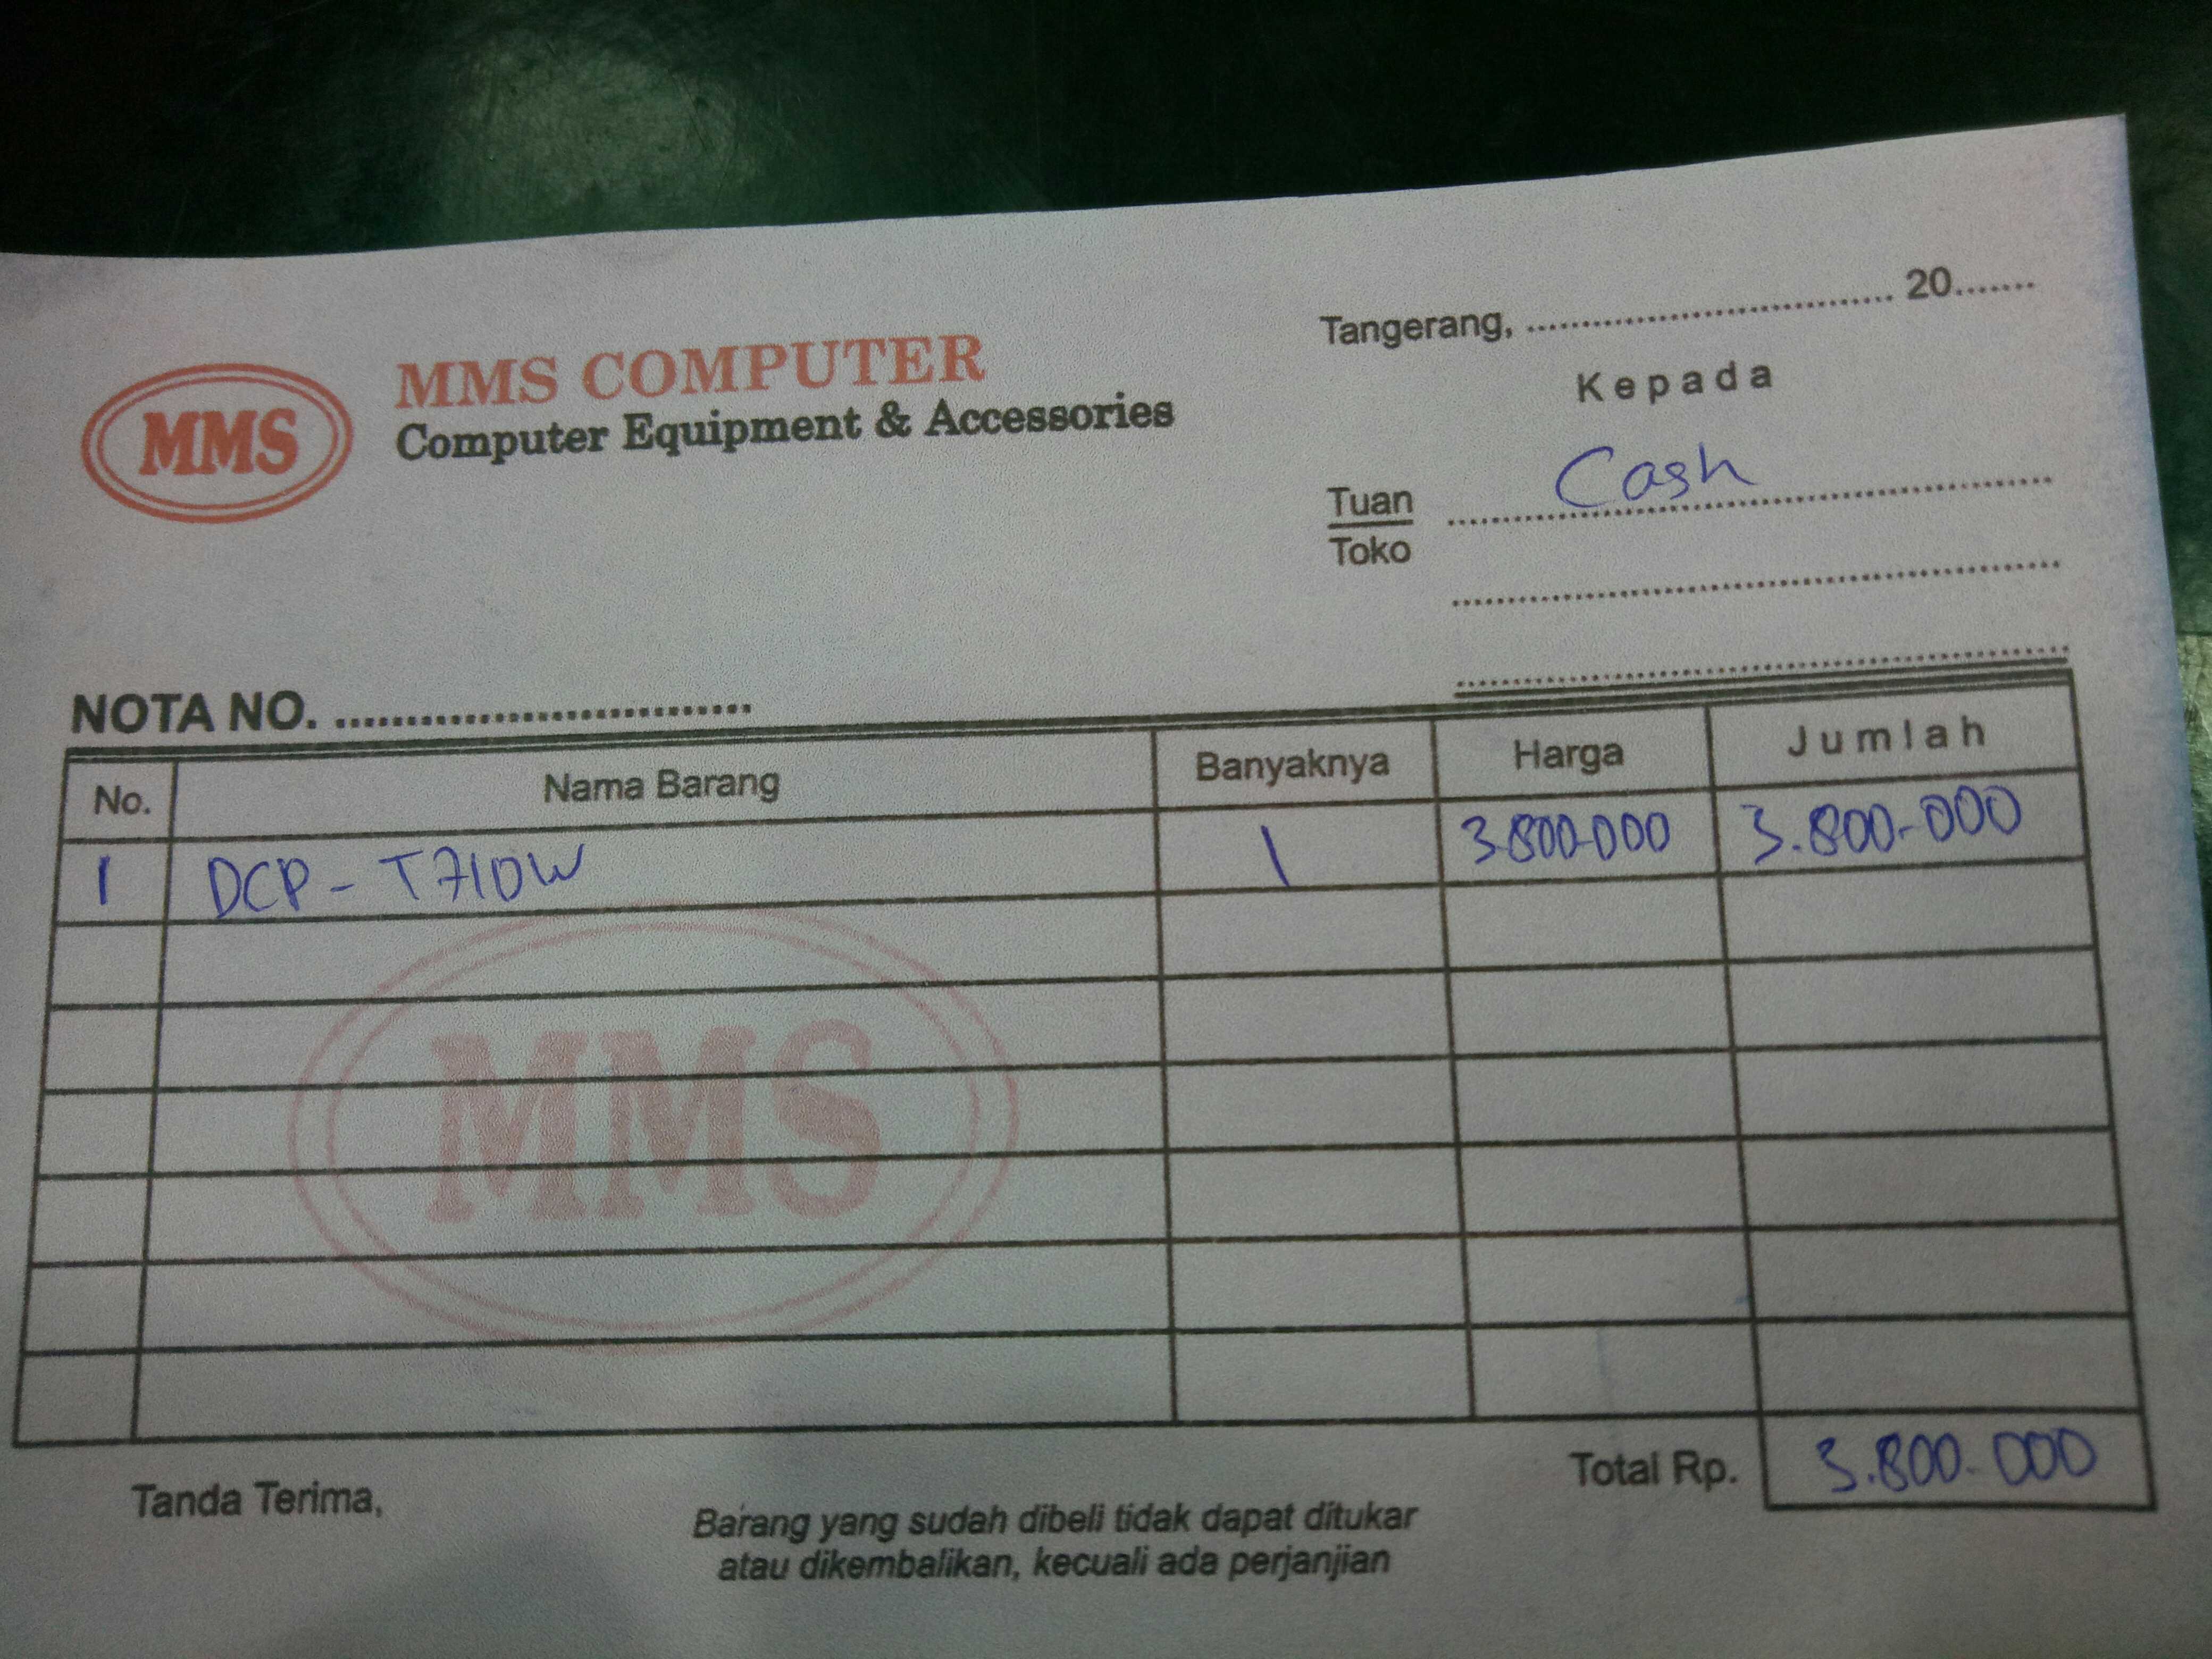 Tangerang, .......................................... 20.......
MMS
MMS COMPUTER
Computer Equipment & Accessories
Kepada
Tuan
Toko
Cash
NOTA NO. ..............................
No. Nama Barang Banyaknya Harga Jumlah
1 DCP - T710W 1 3.800.000 3.800.000
MMS
Total Rp. 3.800.000
Tanda Terima,
Barang yang sudah dibeli tidak dapat ditukar
atau dikembalikan, kecuali ada perjanjian